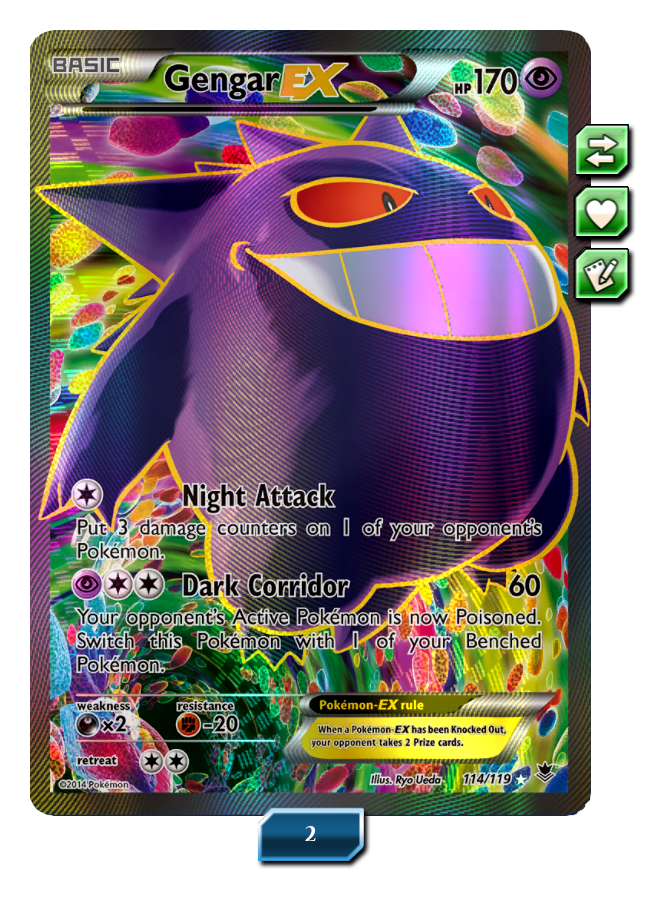 BASIC Gengar EX HP 170
Night Attack
Put 3 damage counters on 1 of your opponent's
Pokémon.
Dark Corridor 60
Your opponent's Active Pokémon is now Poisoned.
Switch this Pokémon with 1 of your Benched
Pokémon.
weakness resistance
×2 -20
retreat
Pokémon-EX rule
When a Pokémon-EX has been Knocked Out,
your opponent takes 2 Prize cards.
©2014 Pokémon Illus. Ryo Ueda 114/119
2